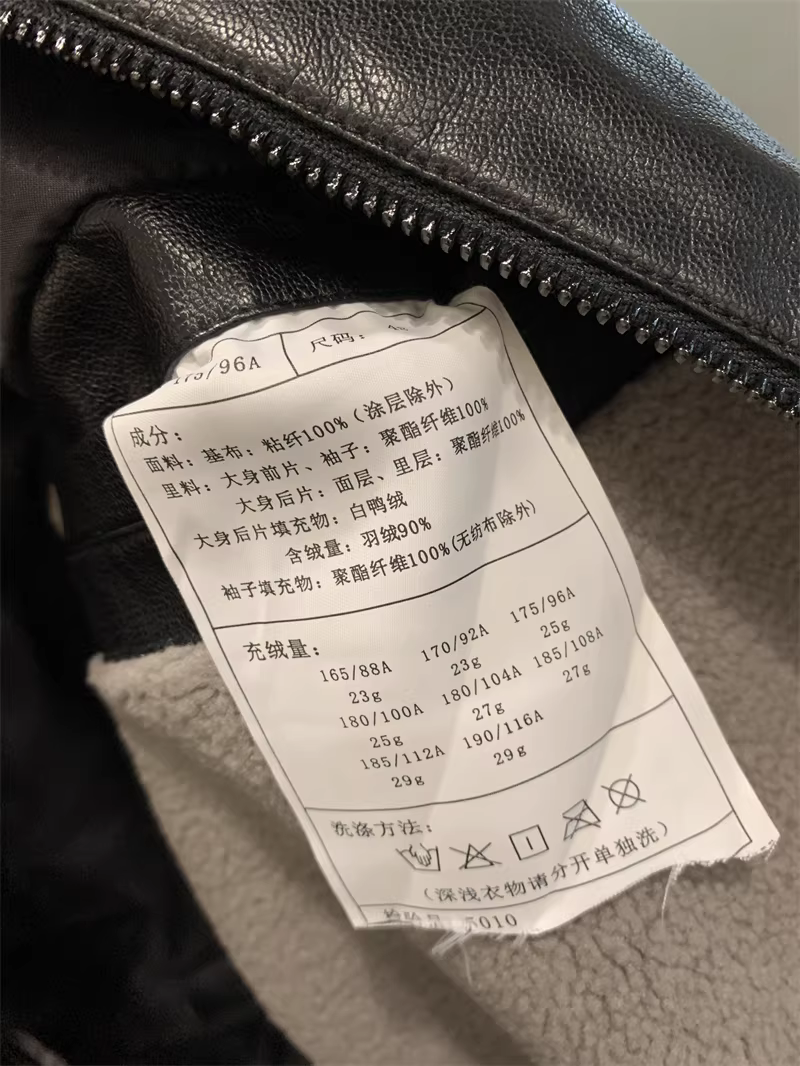 175/96A 尺码:
成分:
面料: 基布: 粘纤100%(涂层除外)
里料: 大身前片、袖子: 聚酯纤维100%
大身后片: 面层、里层: 聚酯纤维100%
大身后片填充物: 白鸭绒
含绒量: 羽绒90%
袖子填充物: 聚酯纤维100%(无纺布除外)
充绒量:
165/88A 170/92A 175/96A
23g 23g 25g
180/100A 180/104A 185/108A
25g 27g 27g
185/112A 190/116A
29g 29g
洗涤方法:
(深浅衣物请分开单独洗)
检验员 010